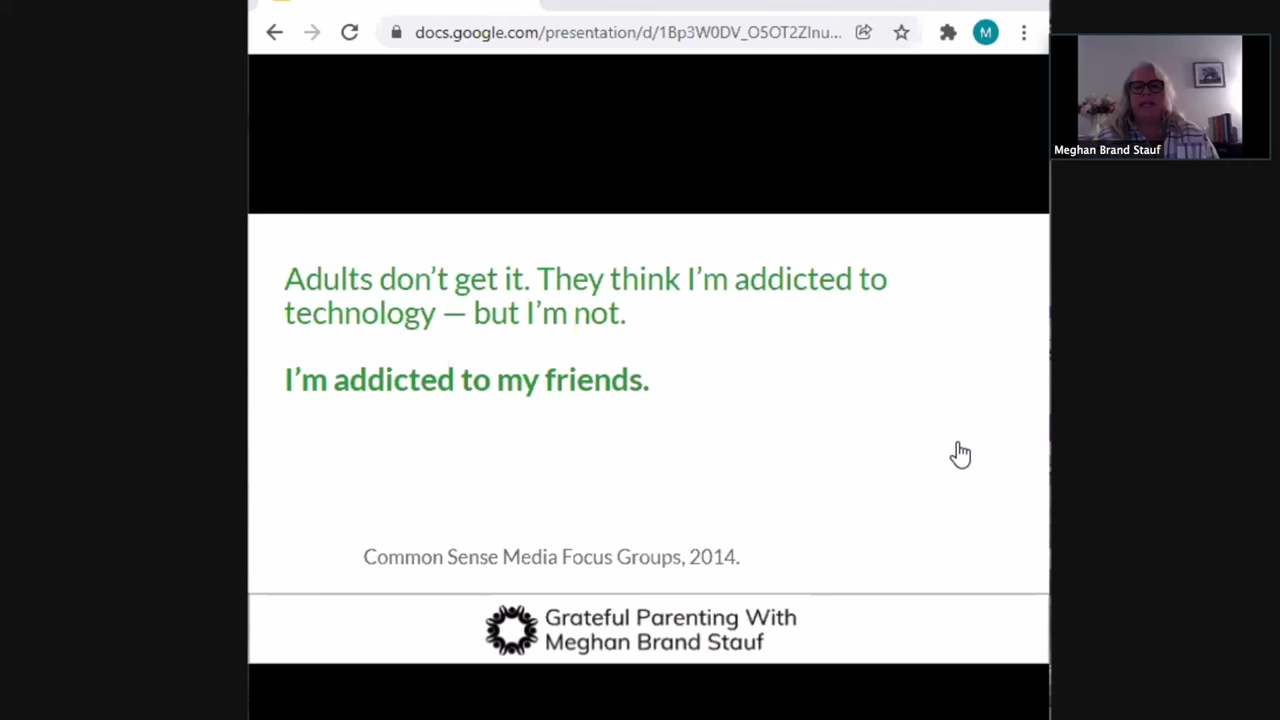 docs.google.com/presentation/d/1Bp3W0DV_O5OT2ZInu...
M
Meghan Brand Stauf
Adults don’t get it. They think I’m addicted to
technology — but I’m not.
I’m addicted to my friends.
Common Sense Media Focus Groups, 2014.
Grateful Parenting With
Meghan Brand Stauf